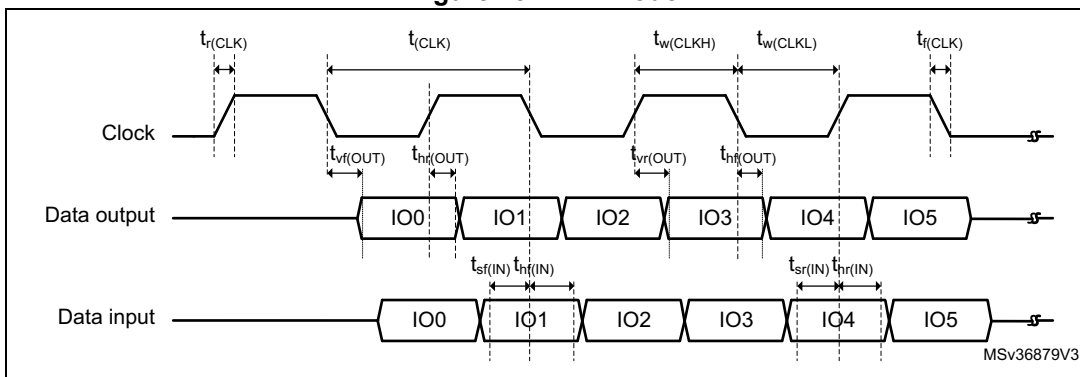 tr(CLK) t(CLK) tw(CLKH) tw(CLKL) tf(CLK)
Clock
tvf(OUT) thr(OUT) tvr(OUT) thf(OUT)
Data output IO0 IO1 IO2 IO3 IO4 IO5
tsf(IN) thf(IN) tsr(IN) thr(IN)
Data input IO0 IO1 IO2 IO3 IO4 IO5
MSv36879V3